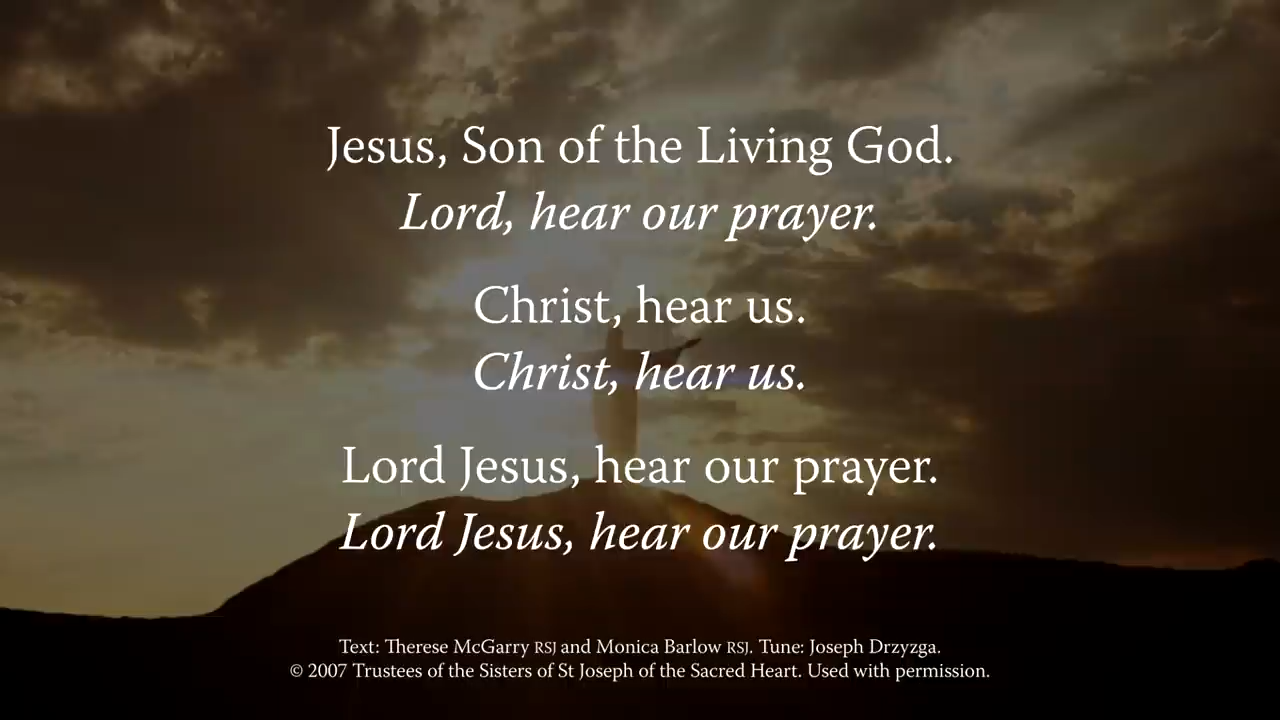 Jesus, Son of the Living God.
Lord, hear our prayer.
Christ, hear us.
Christ, hear us.
Lord Jesus, hear our prayer.
Lord Jesus, hear our prayer.
Text: Therese McGarry RSJ and Monica Barlow RSJ. Tune: Joseph Drzyzga.
© 2007 Trustees of the Sisters of St Joseph of the Sacred Heart. Used with permission.